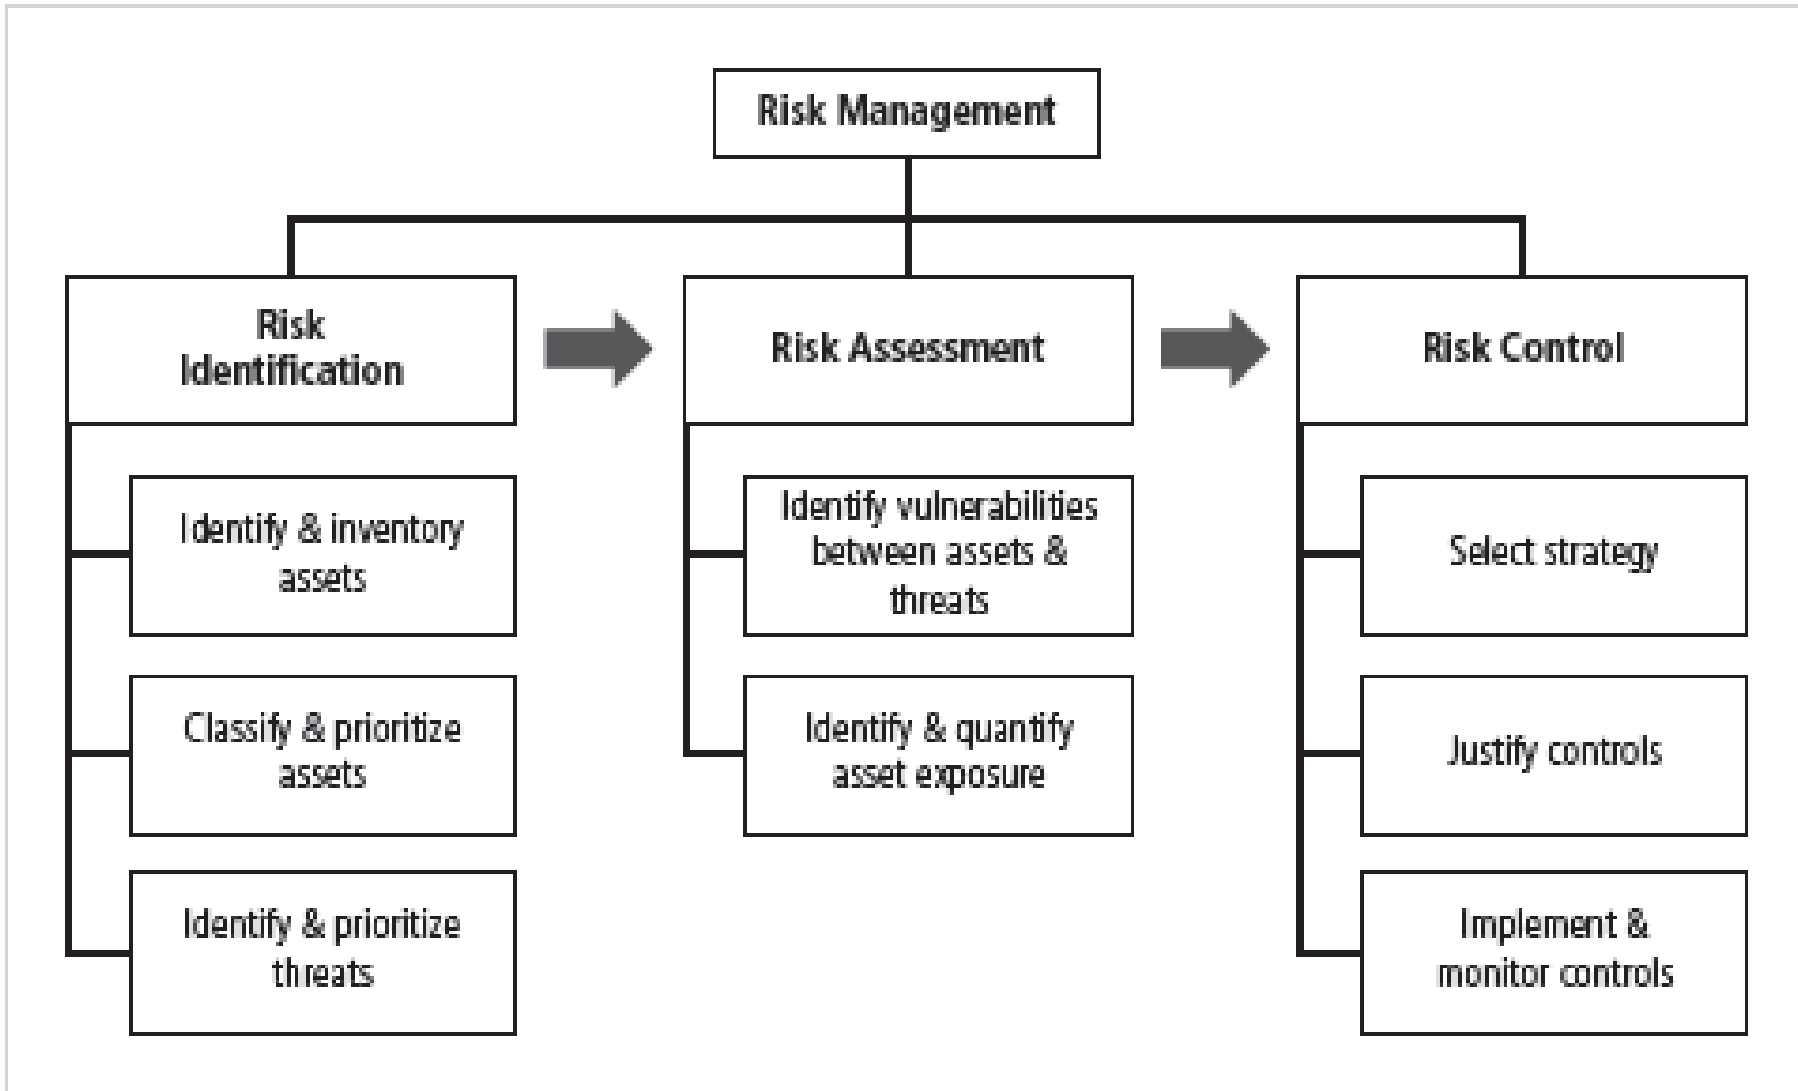 Risk Management
Risk
Identification
Risk Assessment
Risk Control
Identify & inventory
assets
Classify & prioritize
assets
Identify & prioritize
threats
Identify vulnerabilities
between assets &
threats
Identify & quantify
asset exposure
Select strategy
Justify controls
Implement &
monitor controls